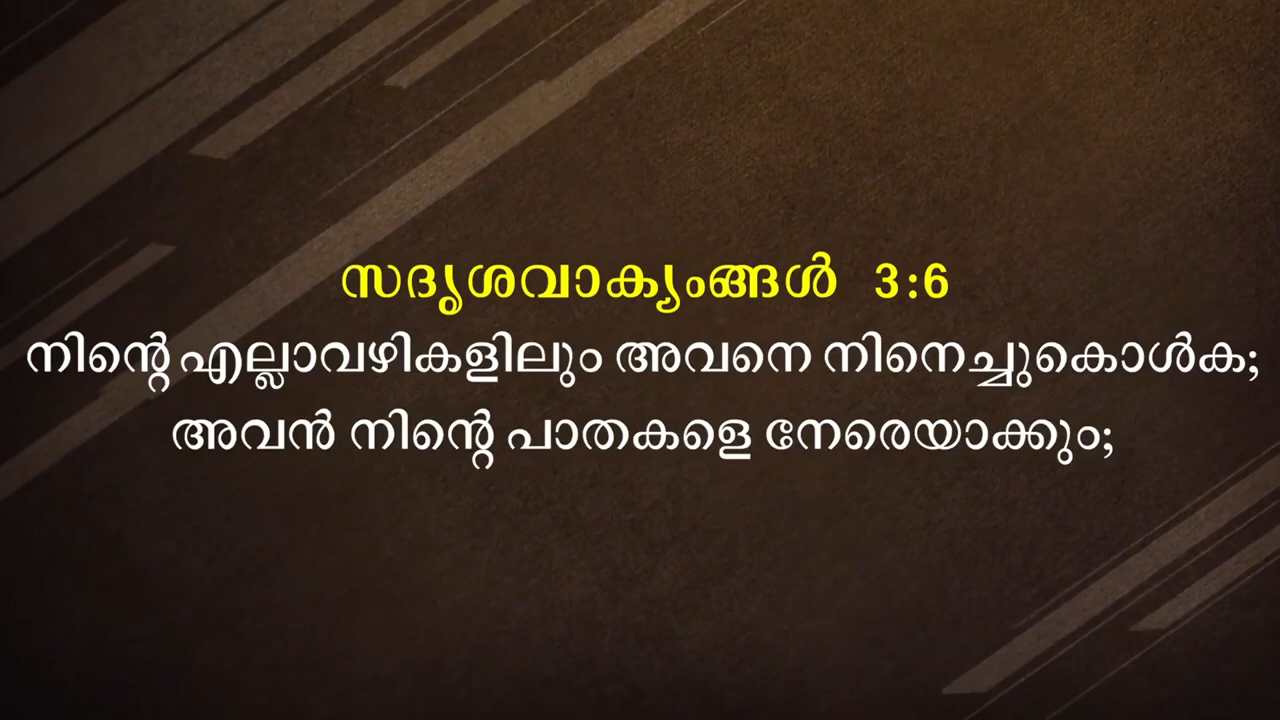 സദൃശവാക്യംങ്ങൾ 3:6
നിന്റെ എല്ലാവഴികളിലും അവനെ നിനെച്ചുകൊൾക;
അവൻ നിന്റെ പാതകളെ നേരെയാക്കും;